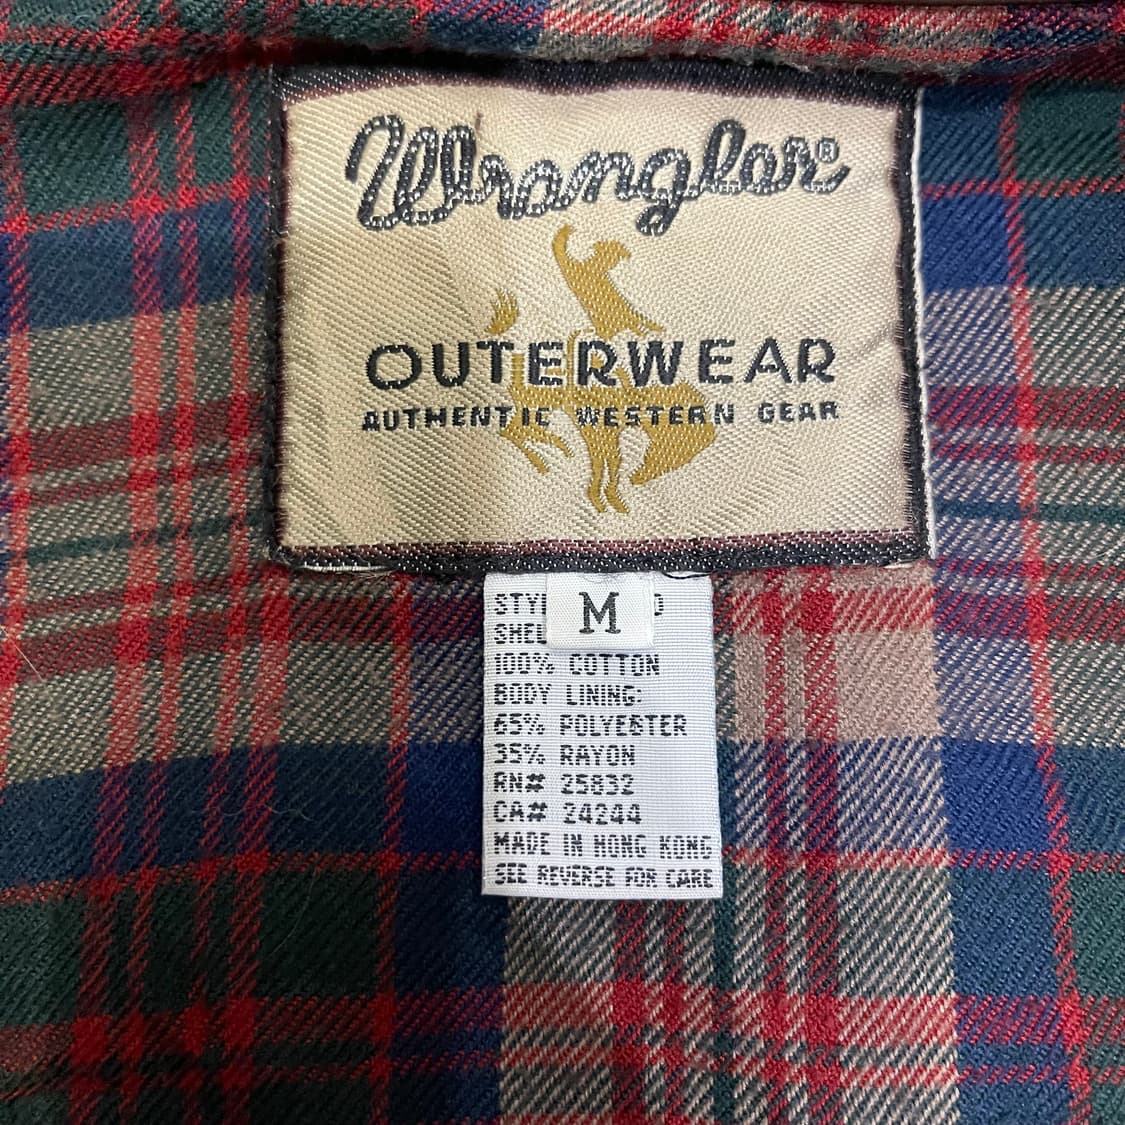 Wrangler®
OUTERWEAR
AUTHENTIC WESTERN GEAR
M
100% COTTON
BODY LINING:
65% POLYESTER
35% RAYON
RN# 25832
CA# 24244
MADE IN HONG KONG
SEE REVERSE FOR CARE